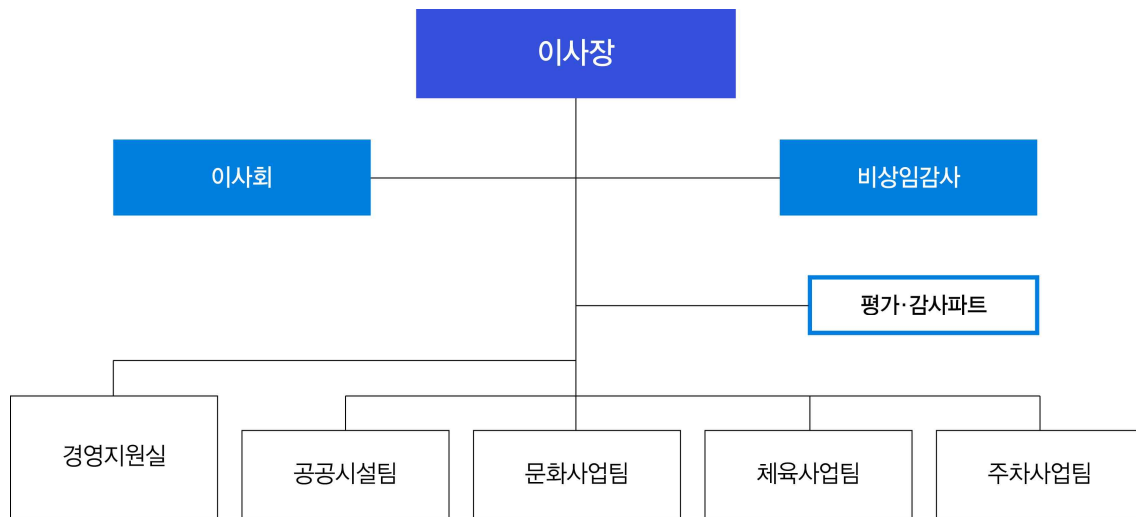 이사장
이사회
비상임감사
평가·감사파트
경영지원실
공공시설팀
문화사업팀
체육사업팀
주차사업팀